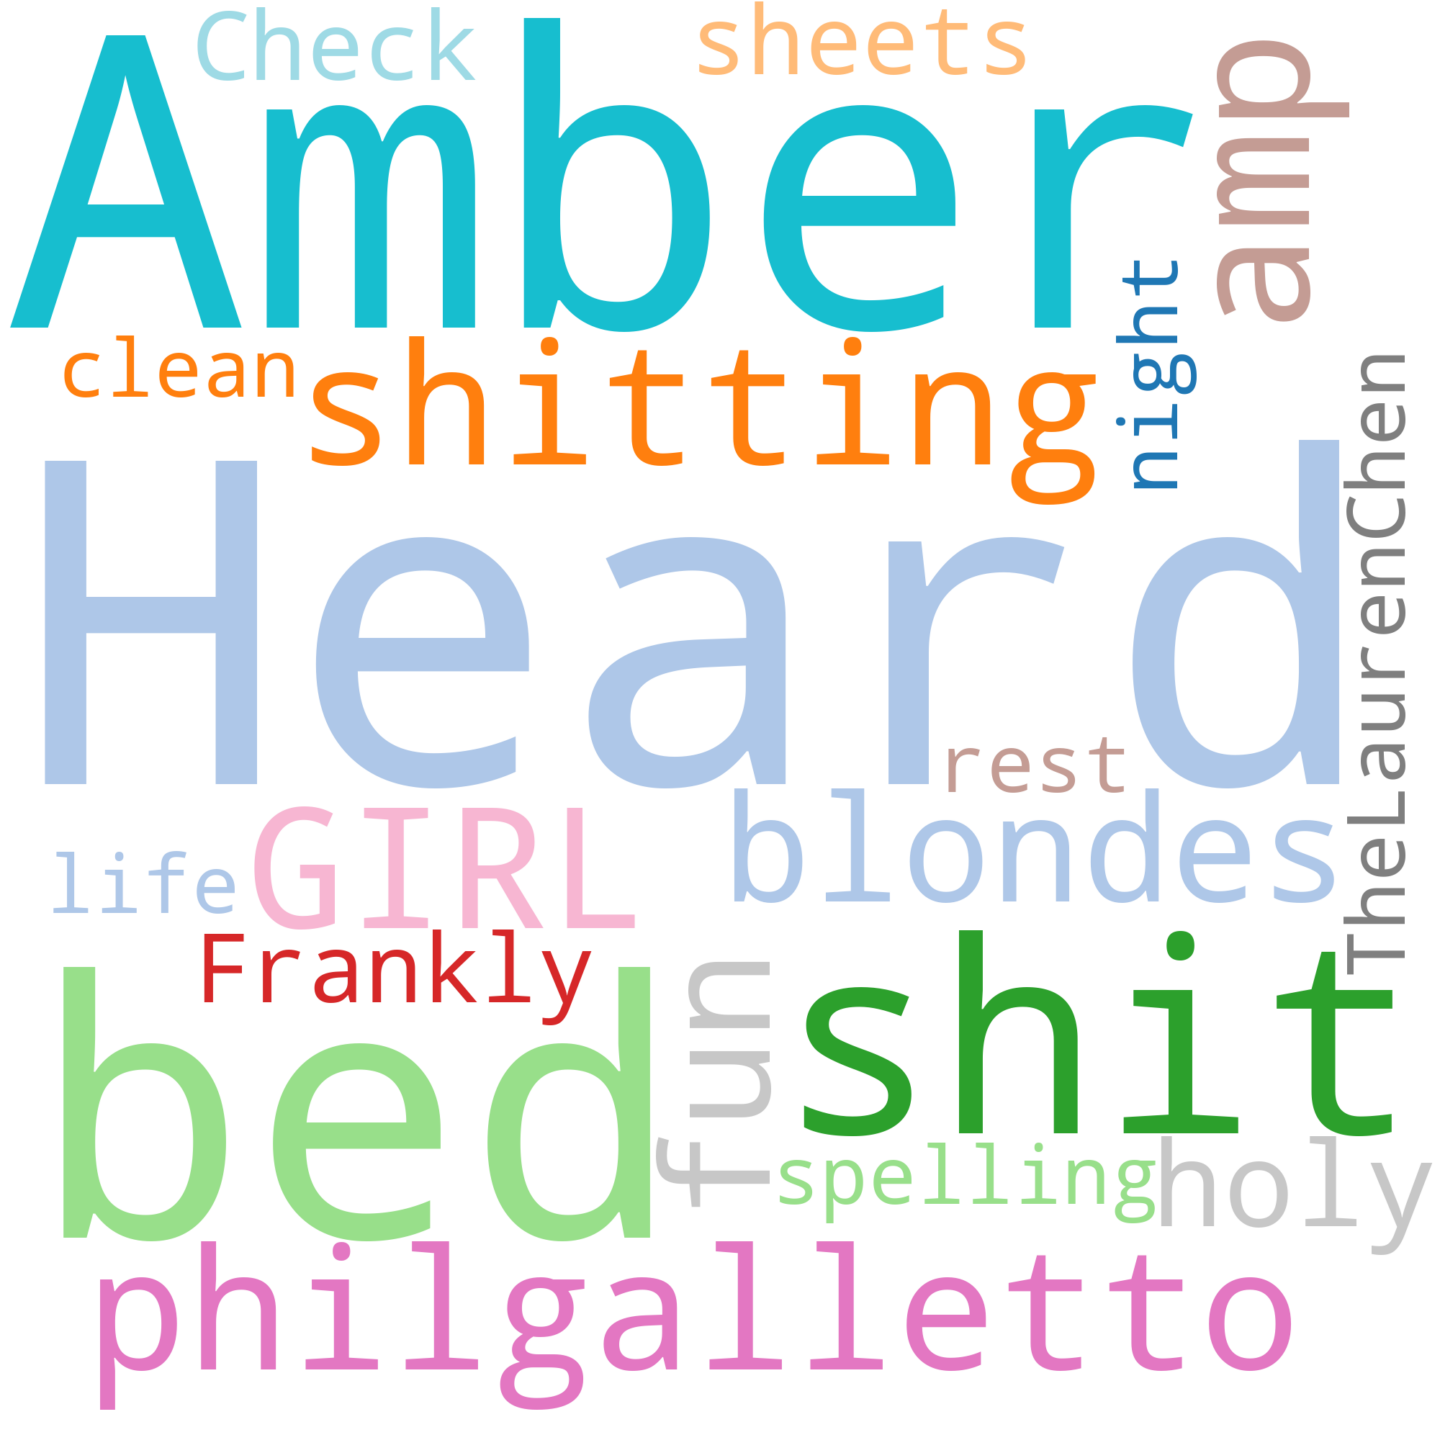 Check
sheets
Amber
amp
night
clean
shitting
Heard
TheLaurenChen
rest
blondes
life
GIRL
Frankly
bed
fun
shit
spelling
holy
philgalletto